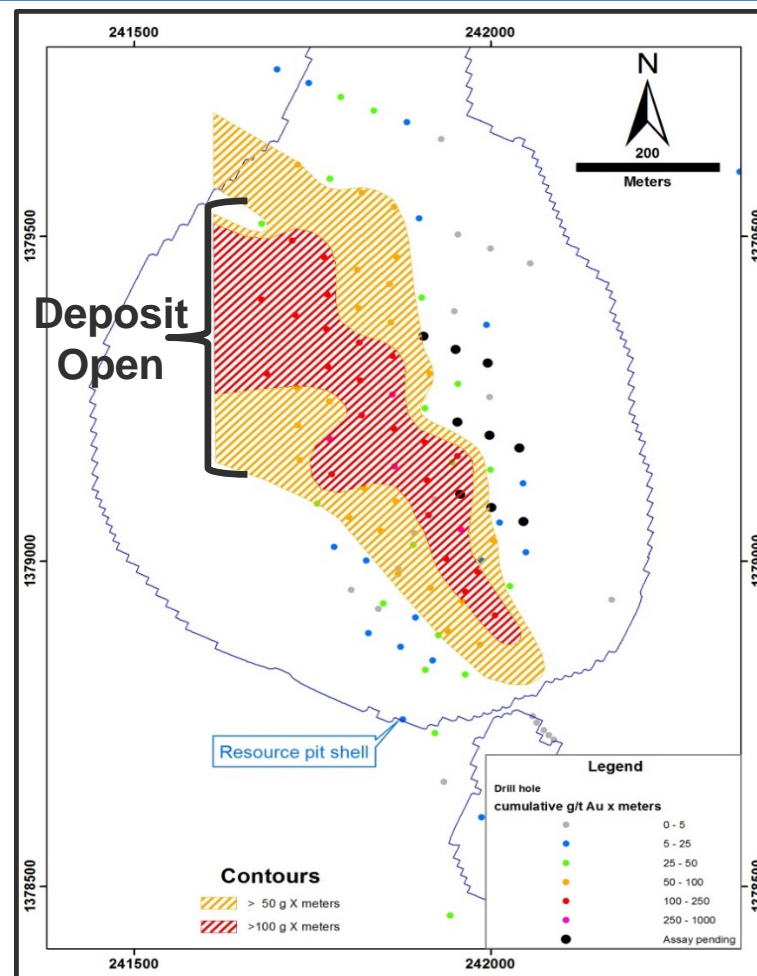 241500
242000
N
200
Meters
1379500
1379500
Deposit
Open
1379000
1379000
Resource pit shell
Legend
Drill hole
cumulative g/t Au x meters
0 - 5
5 - 25
25 - 50
50 - 100
100 - 250
250 - 1000
Assay pending
Contours
> 50 g X meters
>100 g X meters
1378500
1378500
241500
242000